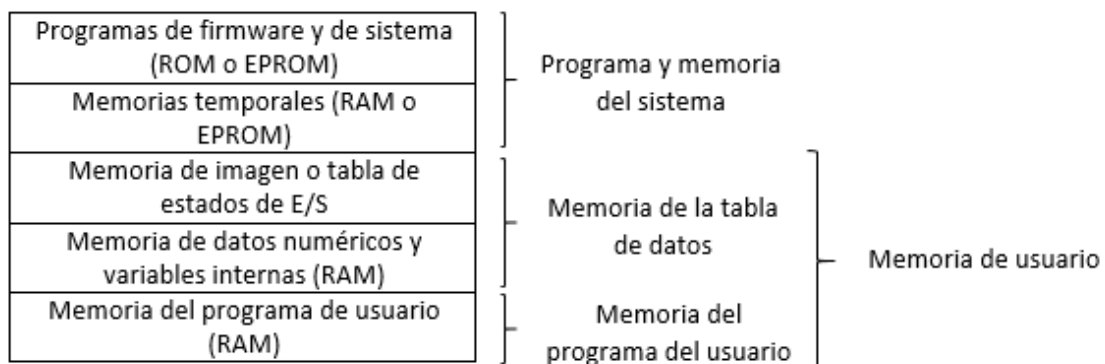 Programas de firmware y de sistema
(ROM o EPROM)
Memorias temporales (RAM o
EPROM)
Memoria de imagen o tabla de
estados de E/S
Memoria de datos numéricos y
variables internas (RAM)
Memoria del programa de usuario
(RAM)
Programa y memoria
del sistema
Memoria de la tabla
de datos
Memoria del
programa del usuario
Memoria de usuario